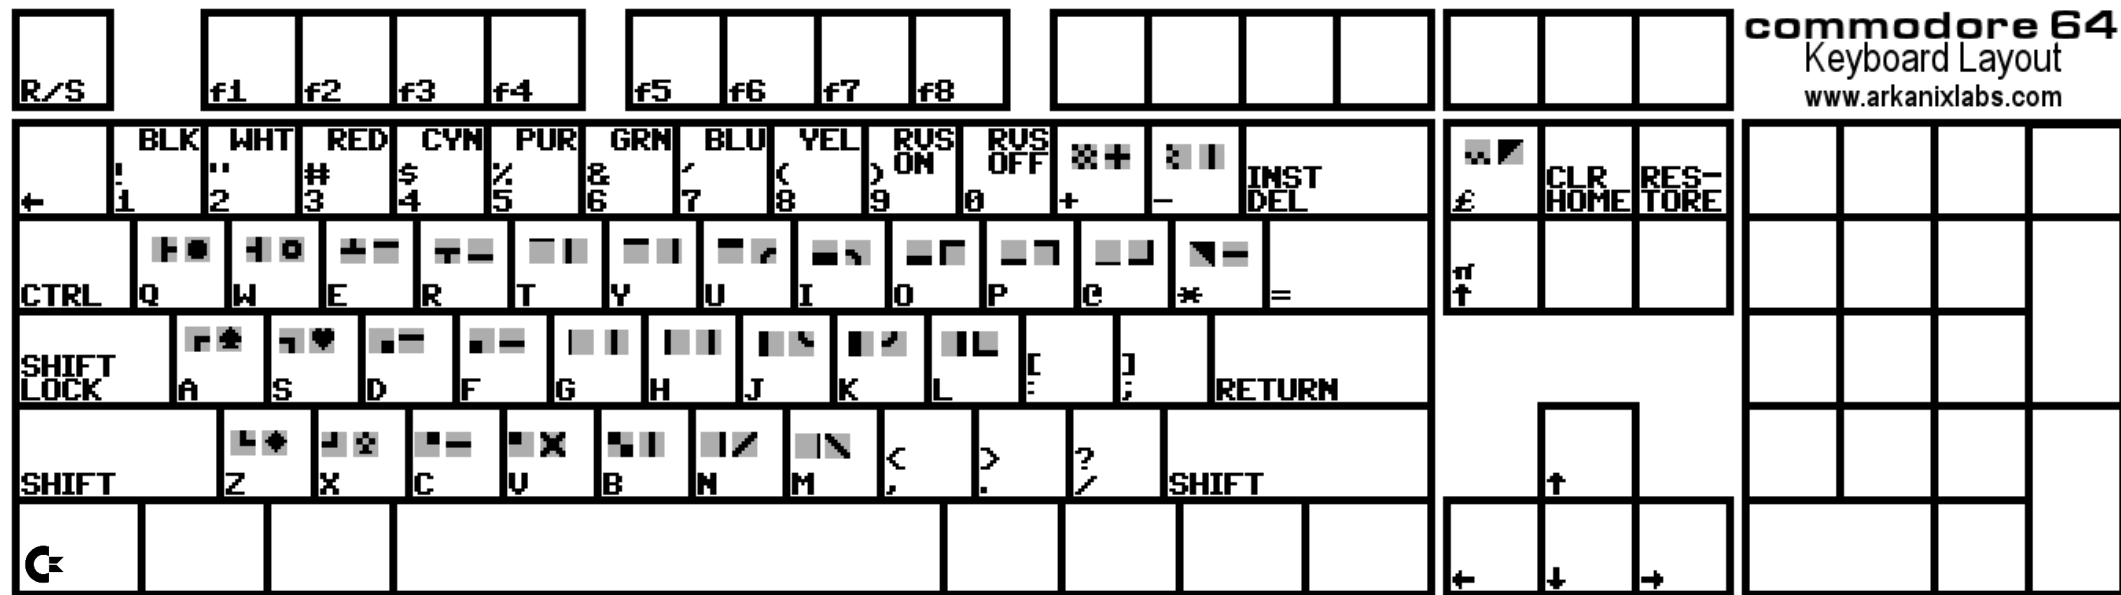 commodore 64
Keyboard Layout
www.arkanixlabs.com
R/S f1 f2 f3 f4 f5 f6 f7 f8
BLK WHT RED CYN PUR GRN BLU YEL RVS ON RVS OFF
! " # $ % & ' ( )
← 1 2 3 4 5 6 7 8 9 0 + - INST DEL £ CLR HOME RES-TORE
CTRL Q W E R T Y U I O P @ * = π ↑
SHIFT LOCK A S D F G H J K L [ : ] ; RETURN
SHIFT Z X C V B N M < , > . ? / SHIFT ↑
← ↓ →